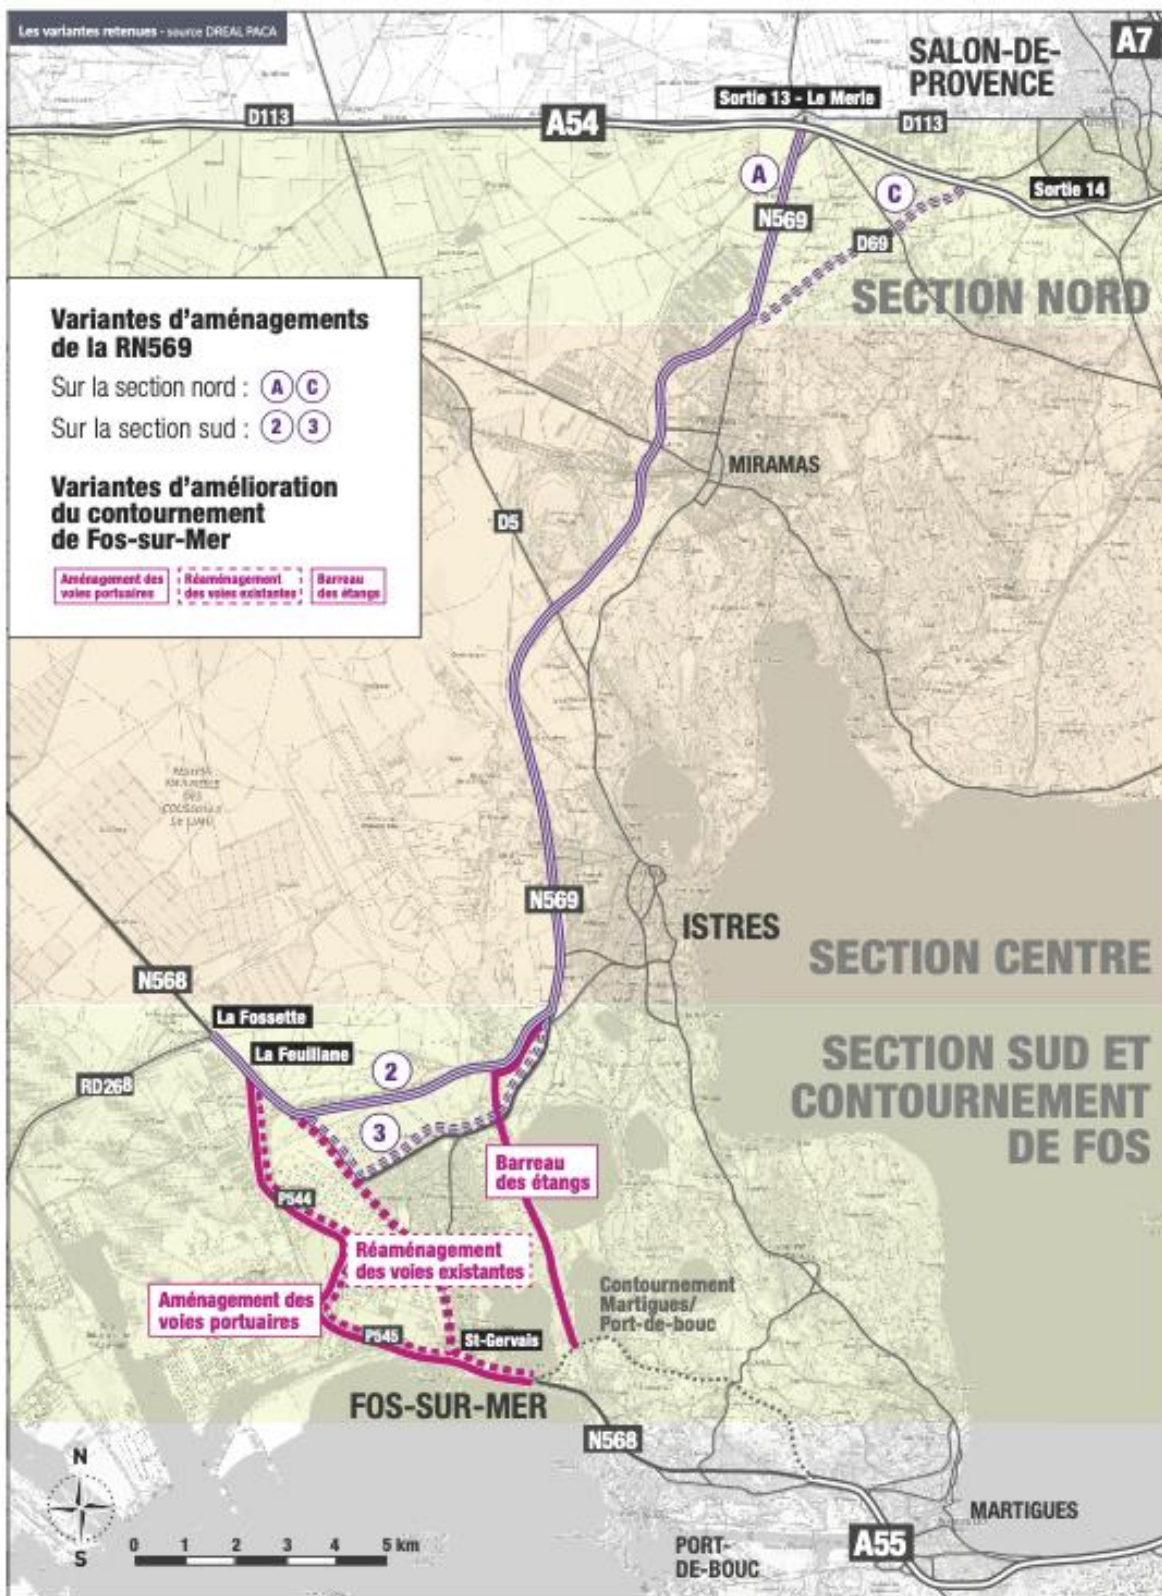 Les variantes retenues - source DREAL PACA
A7
SALON-DE-
PROVENCE
Sortie 13 - Le Merle
D113
A54
D113
A
C
Sortie 14
N569
D69
SECTION NORD
Variantes d'aménagements
de la RN569
Sur la section nord : A C
Sur la section sud : 2 3
Variantes d'amélioration
du contournement
de Fos-sur-Mer
Aménagement des
voies portuaires
Réaménagement
des voies existantes
Barreau
des étangs
MIRAMAS
D5
N569
ISTRES
SECTION CENTRE
N568
La Fossette
La Feuillane
RD268
2
3
SECTION SUD ET
CONTOURNEMENT
DE FOS
Barreau
des étangs
P544
Réaménagement
des voies existantes
Aménagement des
voies portuaires
Contournement
Martigues/
Port-de-bouc
P545
St-Gervais
FOS-SUR-MER
N568
N
S
0 1 2 3 4 5 km
MARTIGUES
A55
PORT-
DE-BOUC